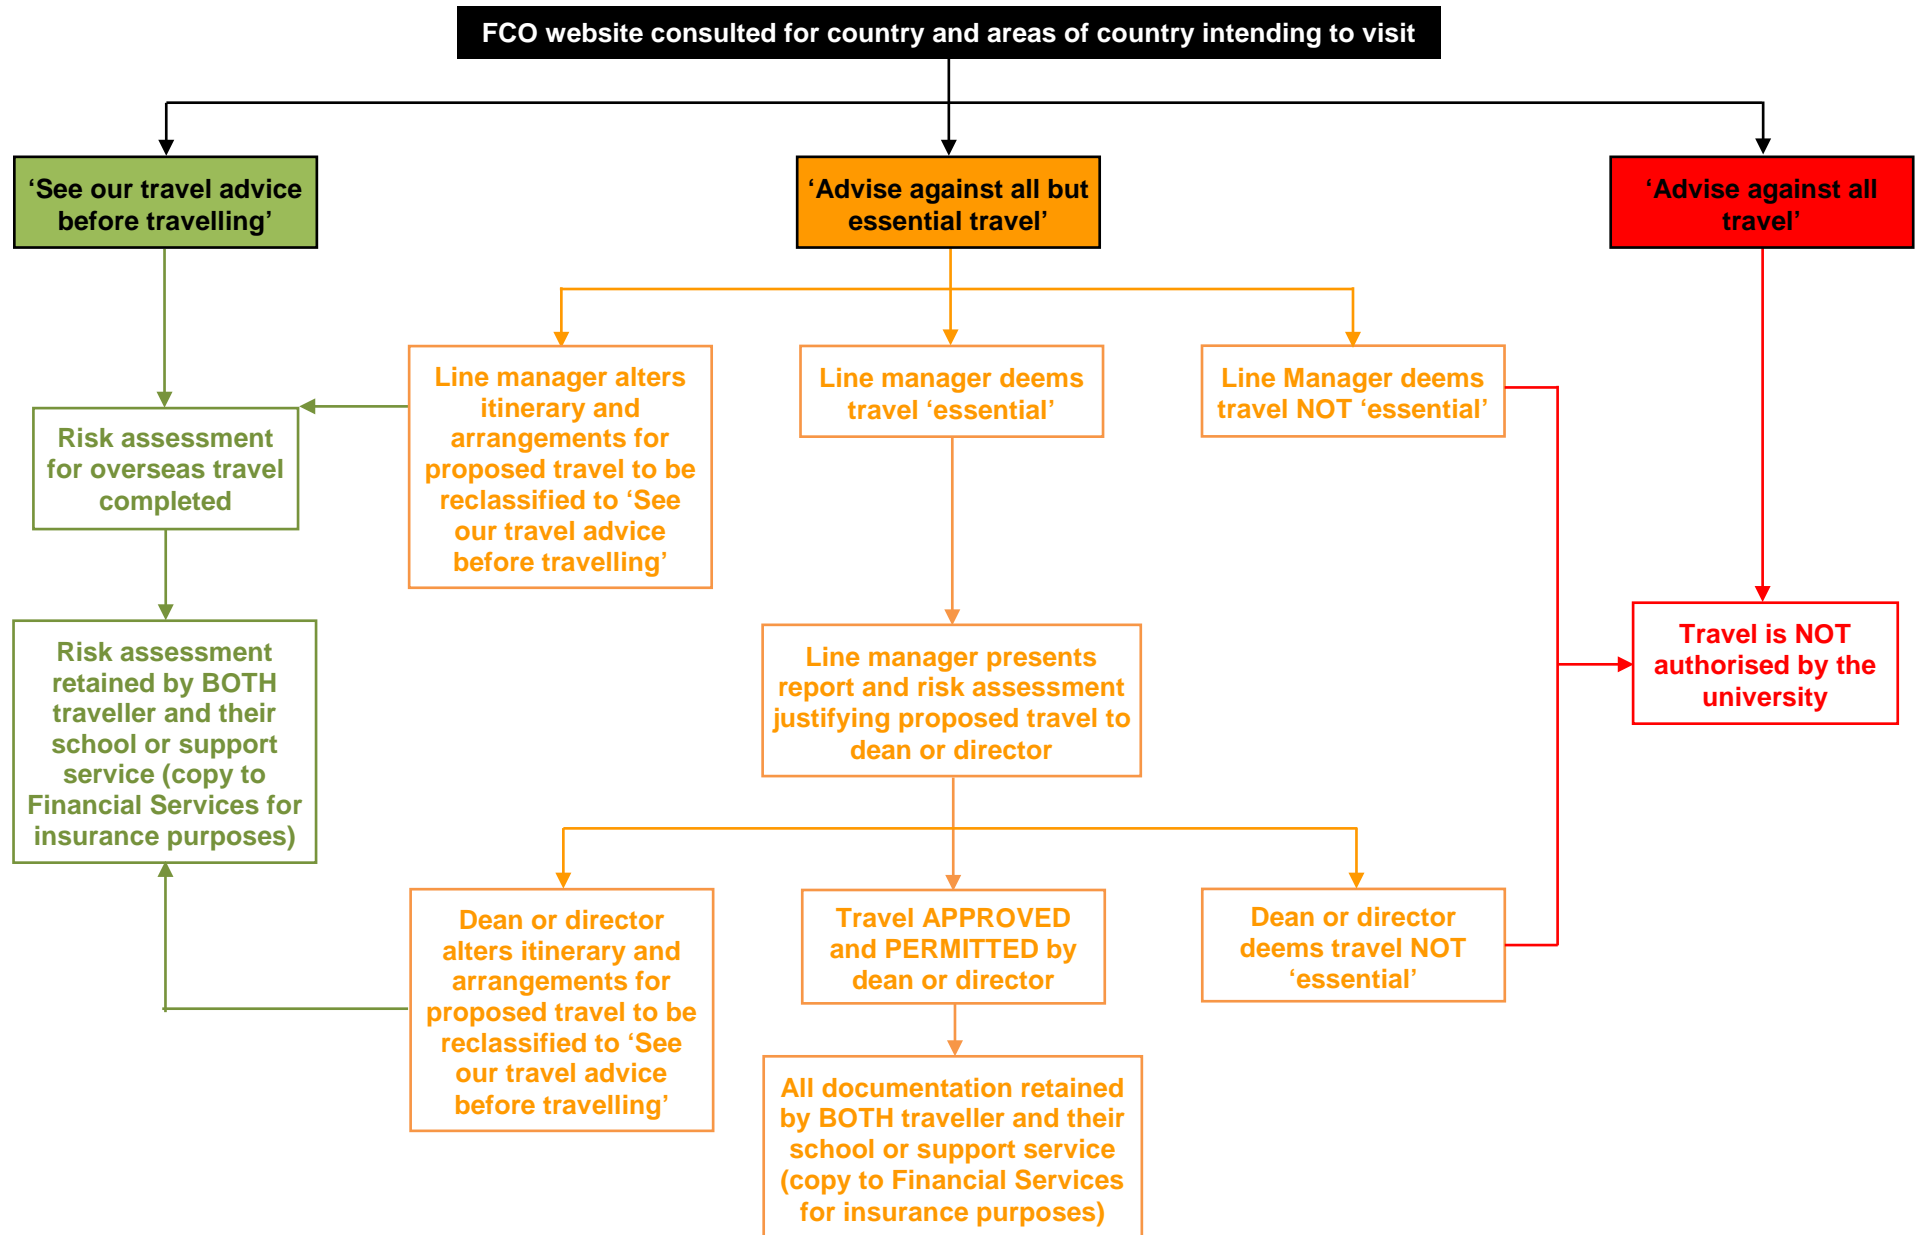 FCO website consulted for country and areas of country intending to visit
‘See our travel advice
before travelling’
‘Advise against all but
essential travel’
‘Advise against all
travel’
Line manager alters
itinerary and
arrangements for
proposed travel to be
reclassified to ‘See
our travel advice
before travelling’
Line manager deems
travel ‘essential’
Line Manager deems
travel NOT ‘essential’
Risk assessment
for overseas travel
completed
Risk assessment
retained by BOTH
traveller and their
school or support
service (copy to
Financial Services for
insurance purposes)
Line manager presents
report and risk assessment
justifying proposed travel to
dean or director
Travel is NOT
authorised by the
university
Dean or director
alters itinerary and
arrangements for
proposed travel to be
reclassified to ‘See
our travel advice
before travelling’
Travel APPROVED
and PERMITTED by
dean or director
Dean or director
deems travel NOT
‘essential’
All documentation retained
by BOTH traveller and their
school or support service
(copy to Financial Services
for insurance purposes)